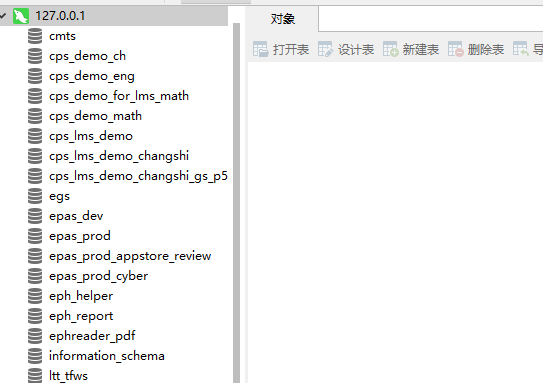 127.0.0.1
cmts
cps_demo_ch
cps_demo_eng
cps_demo_for_lms_math
cps_demo_math
cps_lms_demo
cps_lms_demo_changshi
cps_lms_demo_changshi_gs_p5
egs
epas_dev
epas_prod
epas_prod_appstore_review
epas_prod_cyber
eph_helper
eph_report
ephreader_pdf
information_schema
ltt_tfws
对象
打开表 设计表 新建表 删除表 导